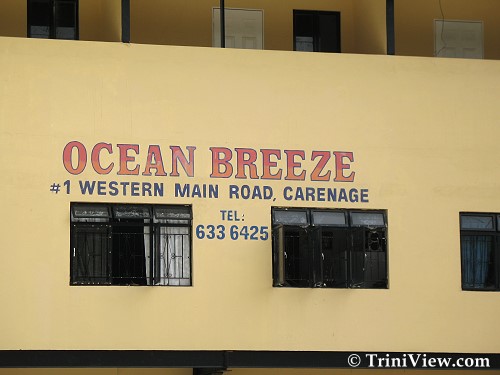 OCEAN BREEZE
#1 WESTERN MAIN ROAD, CARENAGE
TEL:
633 6425
© TriniView.com